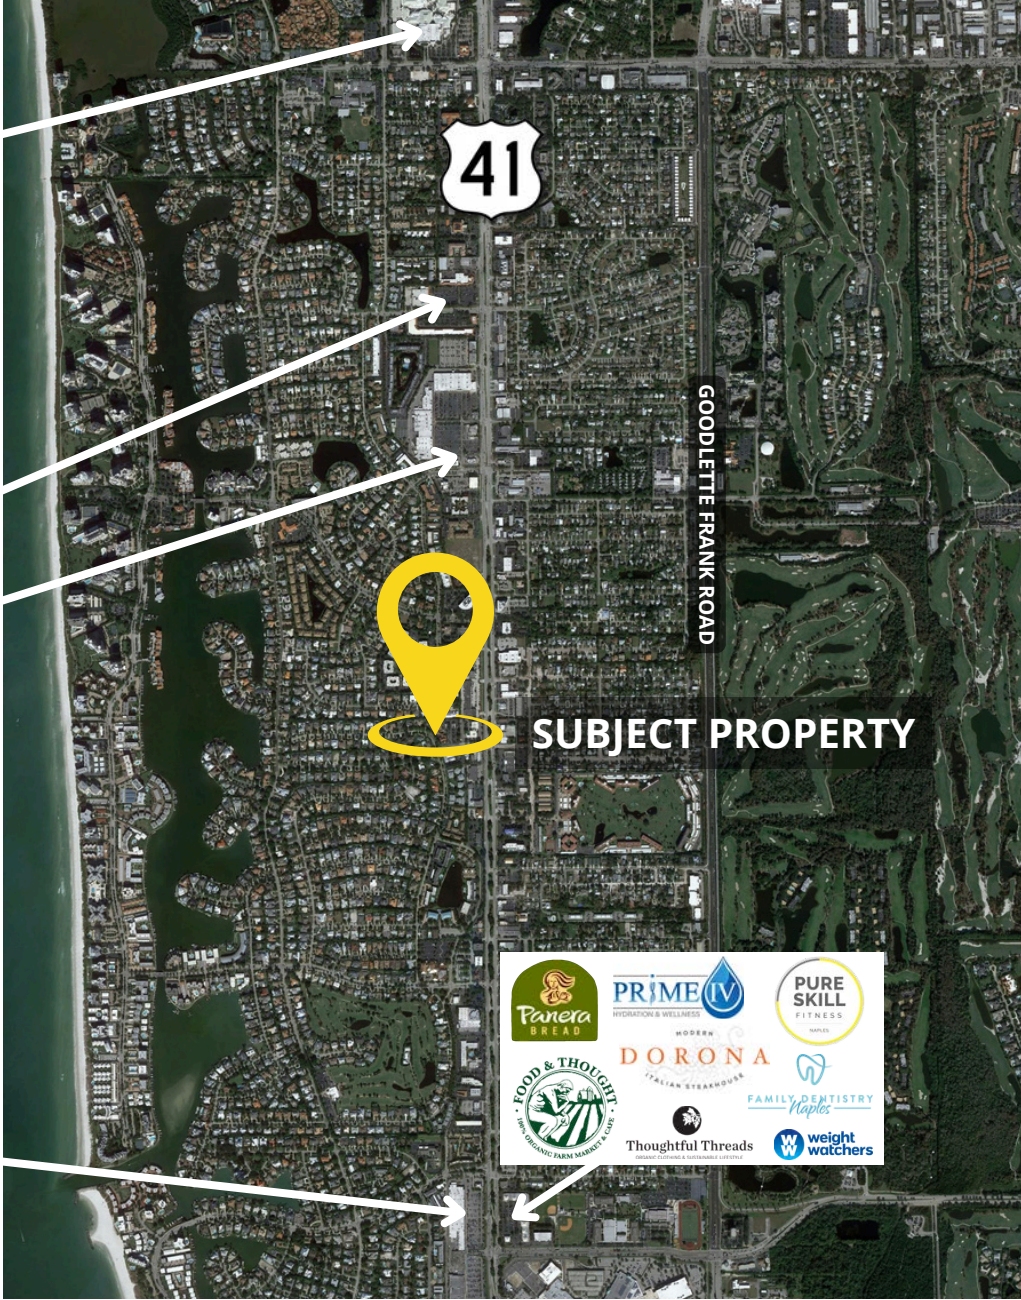 41
GOODLETTE FRANK ROAD
SUBJECT PROPERTY
Panera
BREAD
PRIME IV
HYDRATION & WELLNESS
PURE
SKILL
FITNESS
NAPLES
MODERN
DORONA
ITALIAN STEAKHOUSE
FOOD & THOUGHT
100% ORGANIC FARM MARKET & CAFE
FAMILY DENTISTRY
Naples
Thoughtful Threads
ORGANIC CLOTHING & SUSTAINABLE LIFESTYLE
W
W
weight
watchers